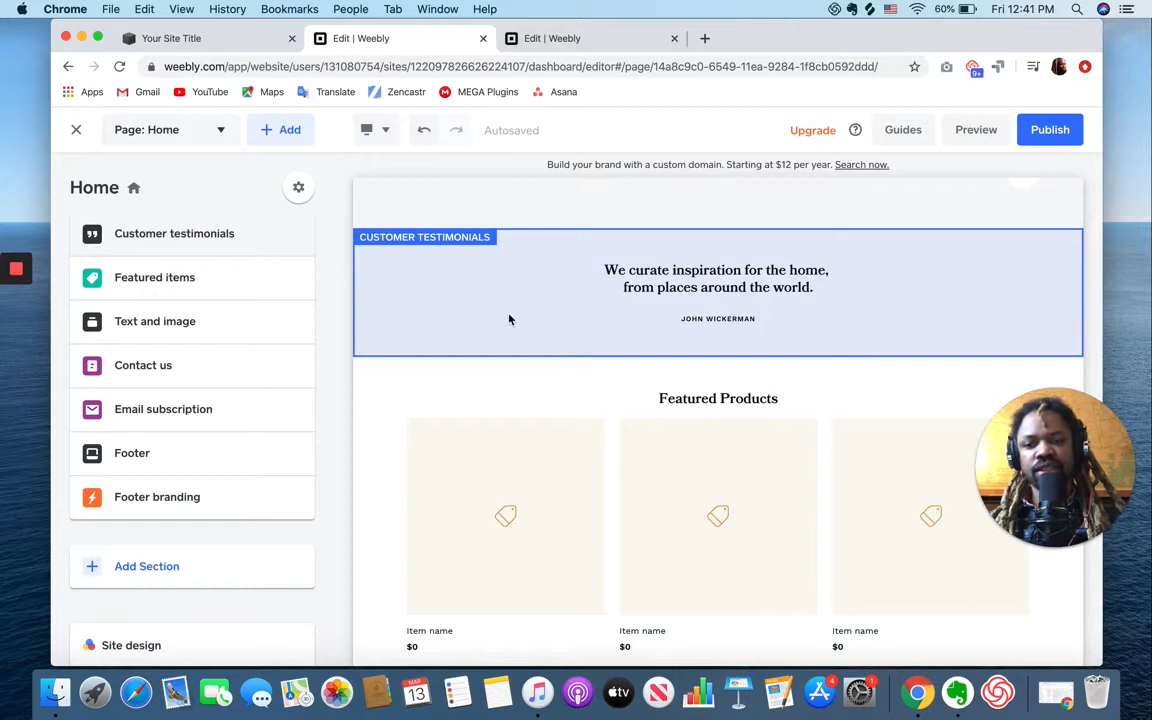 Chrome File Edit View History Bookmarks People Tab Window Help 60% Fri 12:41 PM
Your Site Title Edit | Weebly Edit | Weebly
weebly.com/app/website/users/131080754/sites/122097826626224107/dashboard/editor#/page/14a8c9c0-6549-11ea-9284-1f8cb0592ddd/ 9+
Apps Gmail YouTube Maps Translate Zencastr MEGA Plugins Asana
Page: Home Add Autosaved Upgrade Guides Preview Publish
Build your brand with a custom domain. Starting at $12 per year. Search now.
Home
Customer testimonials
Featured items
Text and image
Contact us
Email subscription
Footer
Footer branding
Add Section
Site design
CUSTOMER TESTIMONIALS
We curate inspiration for the home,
from places around the world.
JOHN WICKERMAN
Featured Products
Item name Item name Item name
$0 $0 $0
MAR
13
tv
4
1